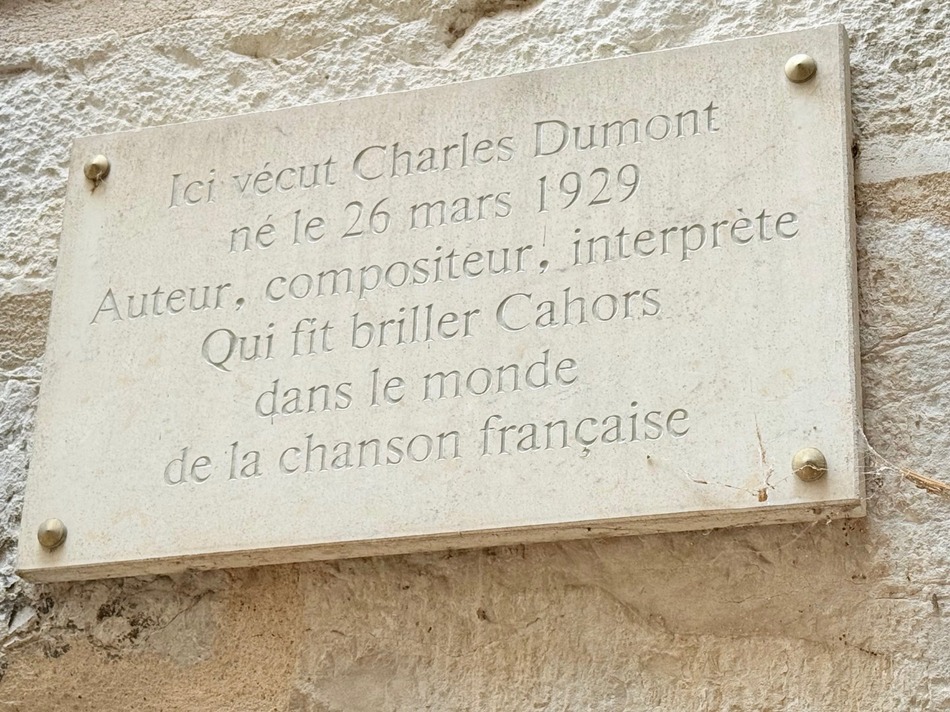 Ici vécut Charles Dumont
né le 26 mars 1929
Auteur, compositeur, interprète
Qui fit briller Cahors
dans le monde
de la chanson française